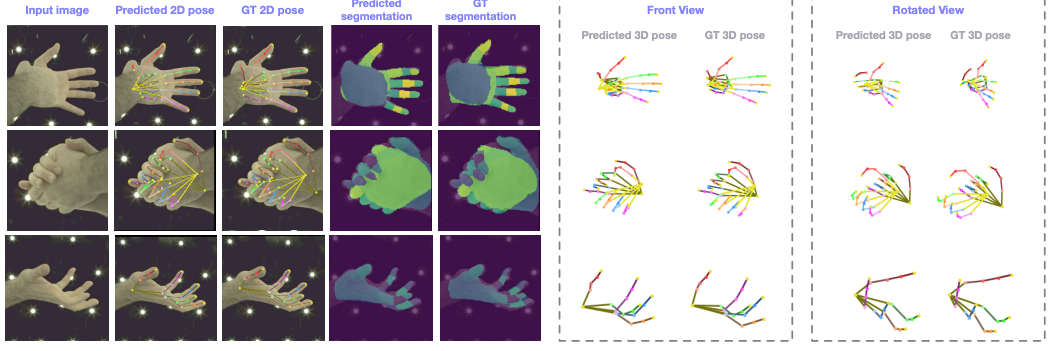 Input image
Predicted 2D pose
GT 2D pose
Predicted
segmentation
GT
segmentation
Front View
Predicted 3D pose
GT 3D pose
Rotated View
Predicted 3D pose
GT 3D pose